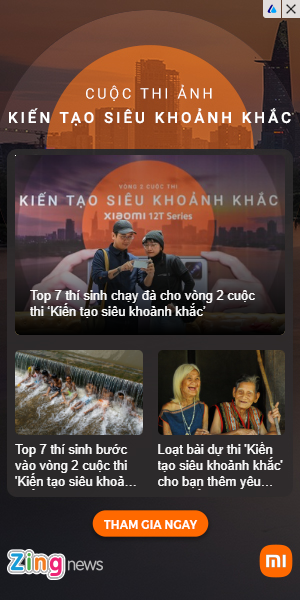 CUỘC THI ẢNH
KIẾN TẠO SIÊU KHOẢNH KHẮC
VÒNG 2 CUỘC THI
KIẾN TẠO SIÊU KHOẢNH KHẮC
xiaomi 12T Series
Top 7 thí sinh chạy đà cho vòng 2 cuộc
thi 'Kiến tạo siêu khoảnh khắc'
Top 7 thí sinh bước
vào vòng 2 cuộc thi
'Kiến tạo siêu khoả...
Loạt bài dự thi 'Kiến
tạo siêu khoảnh khắc'
cho bạn thêm yêu...
THAM GIA NGAY
Zing news
mi